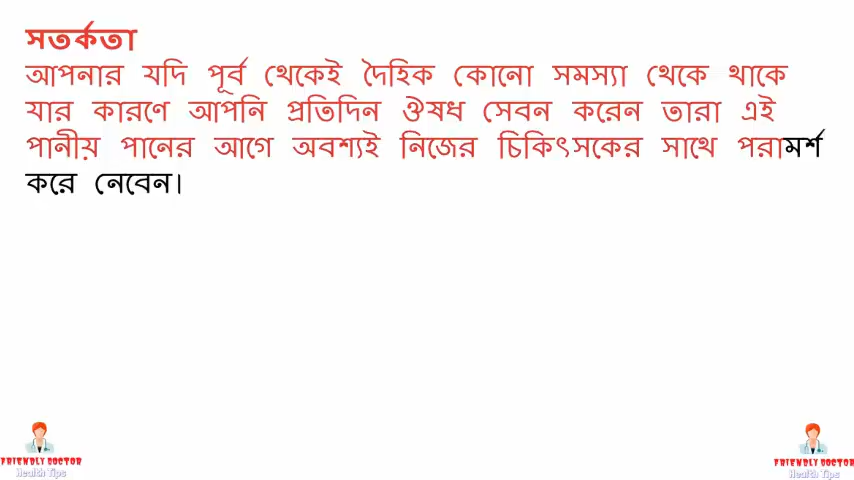 সতর্কতা
আপনার যদি পূর্ব থেকেই দৈহিক কোনো সমস্যা থেকে থাকে
যার কারণে আপনি প্রতিদিন ঔষধ সেবন করেন তারা এই
পানীয় পানের আগে অবশ্যই নিজের চিকিৎসকের সাথে পরামর্শ
করে নেবেন।
FRIENDLY DOCTOR
Health Tips
FRIENDLY DOCTOR
Health Tips